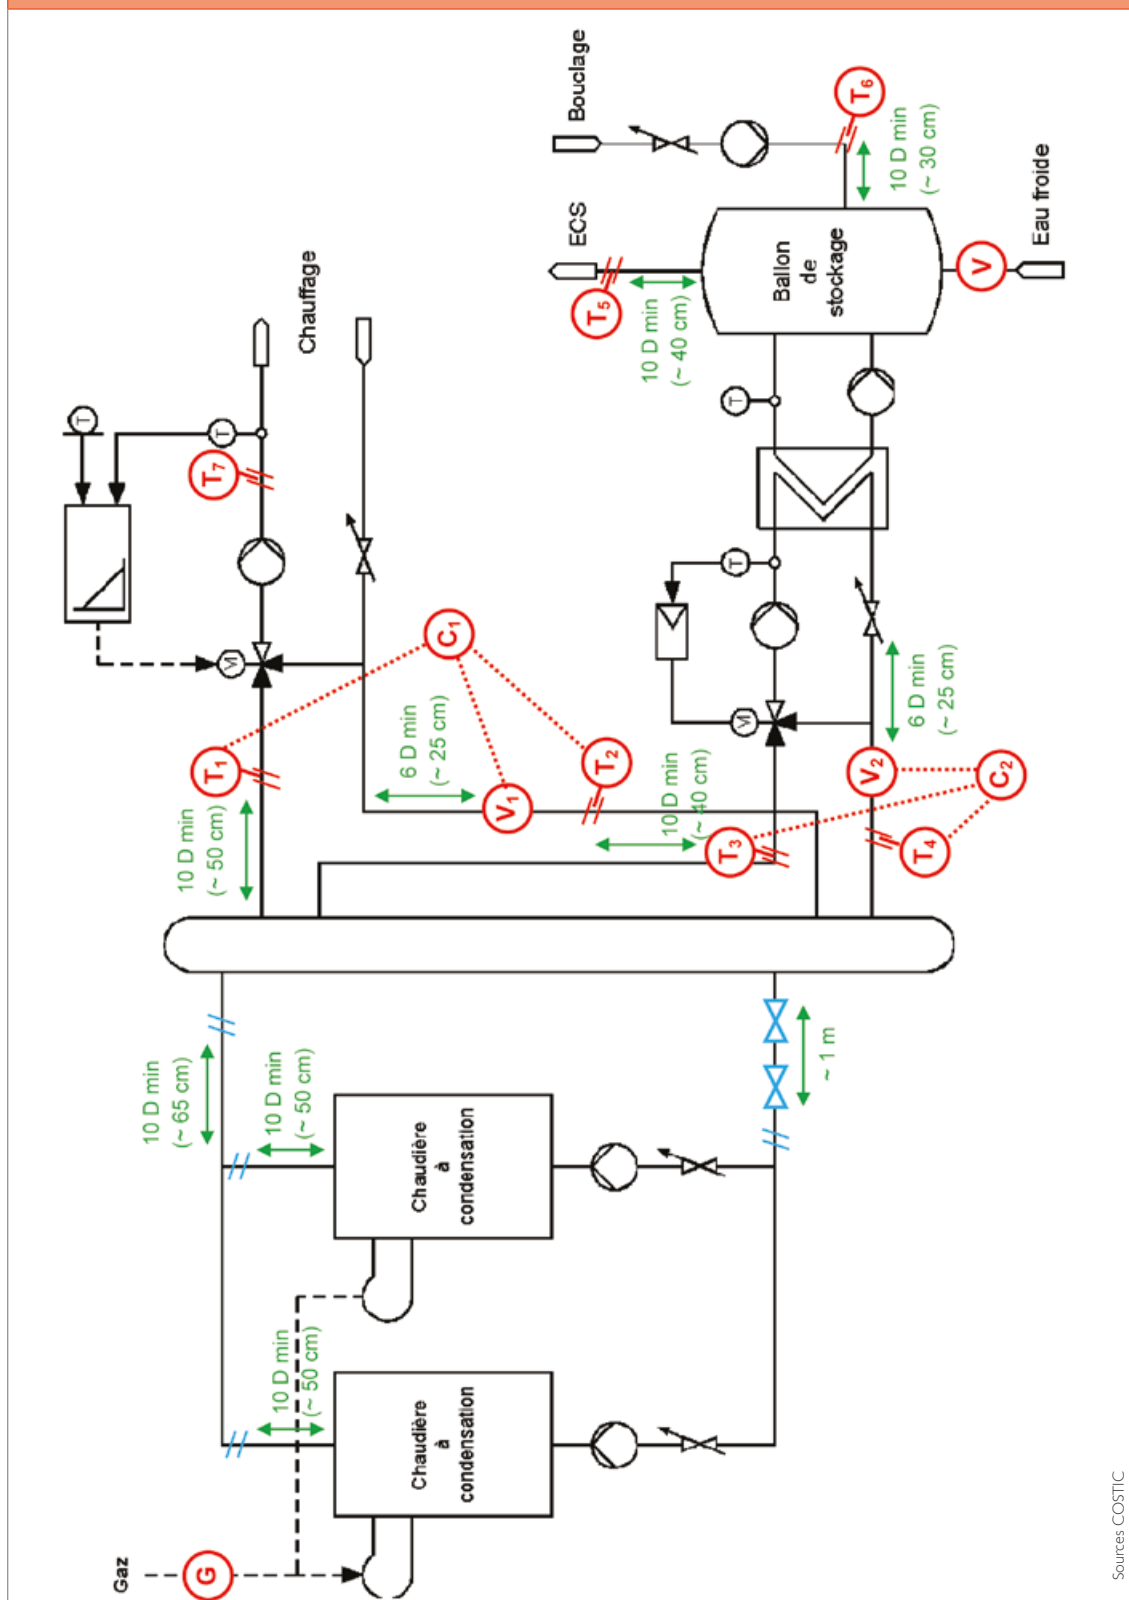 Gaz
G
10 D min
(~ 50 cm)
Chaudière
à
condensation
10 D min
(~ 50 cm)
Chaudière
à
condensation
10 D min
(~ 65 cm)
~ 1 m
10 D min
(~ 50 cm)
T1
M
T
T
T7
Chauffage
C1
6 D min
(~ 25 cm)
V1
T2
10 D min
(~ 40 cm)
T3
M
T
T
V2
T4
C2
6 D min
(~ 25 cm)
ECS
T5
10 D min
(~ 40 cm)
Bouclage
T6
10 D min
(~ 30 cm)
Ballon
de
stockage
V
Eau froide
Sources COSTIC